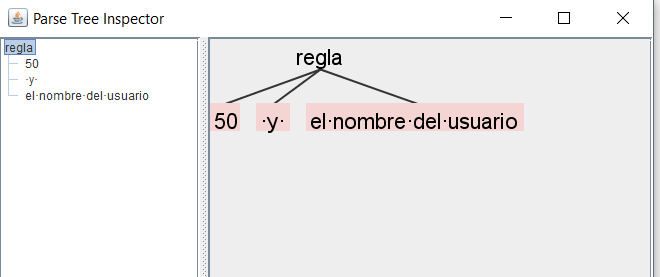 Parse Tree Inspector
regla
50
·y·
el·nombre·del·usuario
regla
50 ·y· el·nombre·del·usuario